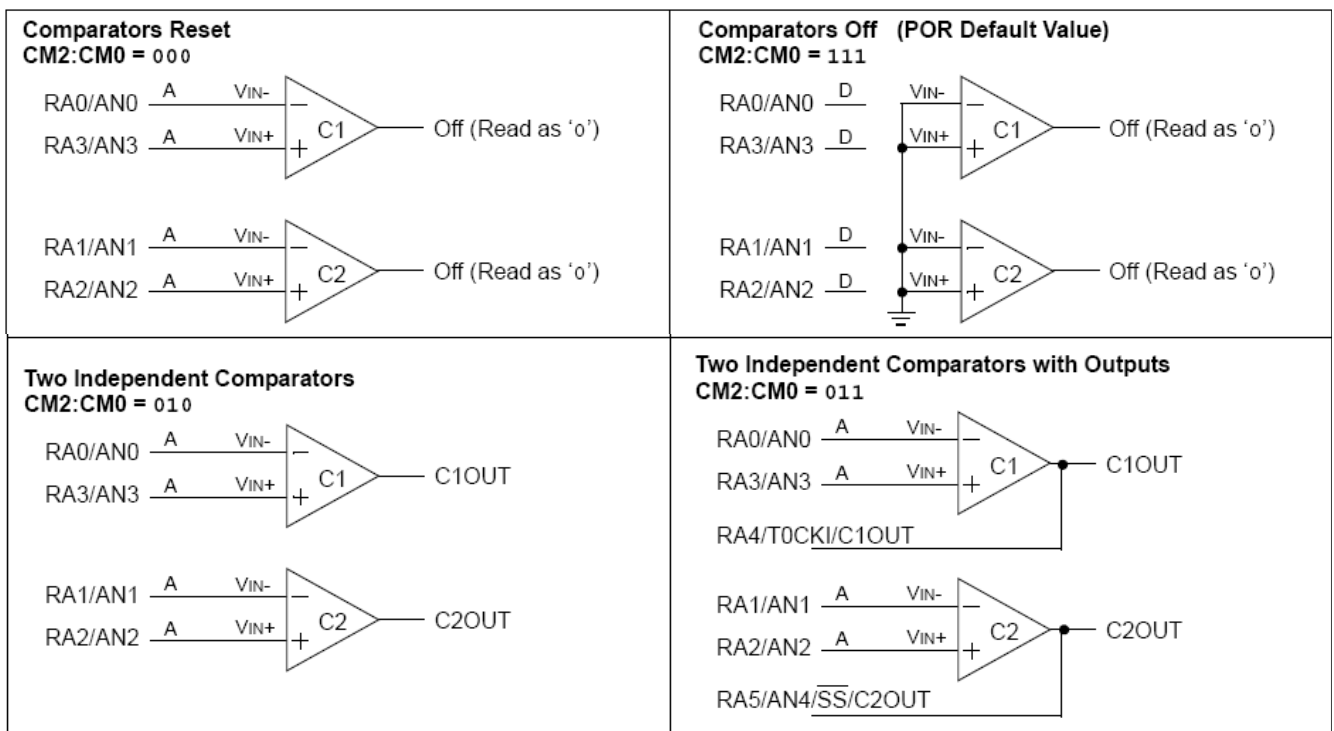 Comparators Reset
CM2:CM0 = 000
RA0/AN0 A VIN- –
RA3/AN3 A VIN+ +
C1 Off (Read as ‘o’)
RA1/AN1 A VIN- –
RA2/AN2 A VIN+ +
C2 Off (Read as ‘o’)
Comparators Off (POR Default Value)
CM2:CM0 = 111
RA0/AN0 D VIN- –
RA3/AN3 D VIN+ +
C1 Off (Read as ‘o’)
RA1/AN1 D VIN- –
RA2/AN2 D VIN+ +
C2 Off (Read as ‘o’)
Two Independent Comparators
CM2:CM0 = 010
RA0/AN0 A VIN- -
RA3/AN3 A VIN+ +
C1 C1OUT
RA1/AN1 A VIN- –
RA2/AN2 A VIN+ +
C2 C2OUT
Two Independent Comparators with Outputs
CM2:CM0 = 011
RA0/AN0 A VIN- –
RA3/AN3 A VIN+ +
C1 C1OUT
RA4/T0CKI/C1OUT
RA1/AN1 A VIN- –
RA2/AN2 A VIN+ +
C2 C2OUT
RA5/AN4/S̅S̅/C2OUT